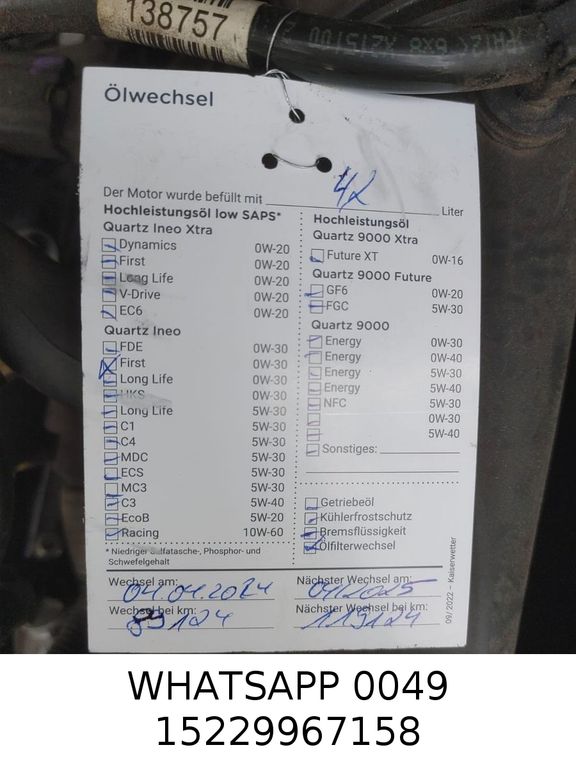 138757
Ölwechsel
4L
Der Motor wurde befüllt mit Liter
Hochleistungsöl low SAPS*
Quartz Ineo Xtra
Dynamics 0W-20
First 0W-20
Long Life 0W-20
V-Drive 0W-20
EC6 0W-20
Quartz Ineo
FDE 0W-30
First 0W-30
Long Life 0W-30
HKS 0W-30
Long Life 5W-30
C1 5W-30
C4 5W-30
MDC 5W-30
ECS 5W-30
MC3 5W-30
C3 5W-40
EcoB 5W-20
Racing 10W-60
* Niedriger Sulfatasche-, Phosphor- und
Schwefelgehalt
Hochleistungsöl
Quartz 9000 Xtra
Future XT 0W-16
Quartz 9000 Future
GF6 0W-20
FGC 5W-30
Quartz 9000
Energy 0W-30
Energy 0W-40
Energy 5W-30
Energy 5W-40
NFC 5W-30
0W-30
5W-40
Sonstiges:
Getriebeöl
Kühlerfrostschutz
Bremsflüssigkeit
Ölfilterwechsel
Wechsel am: 04.04.2024
Nächster Wechsel am: 04/2025
Wechsel bei km: 89124
Nächster Wechsel bei km: 119124
09/2022 – Kaiserwetter
WHATSAPP 0049
15229967158